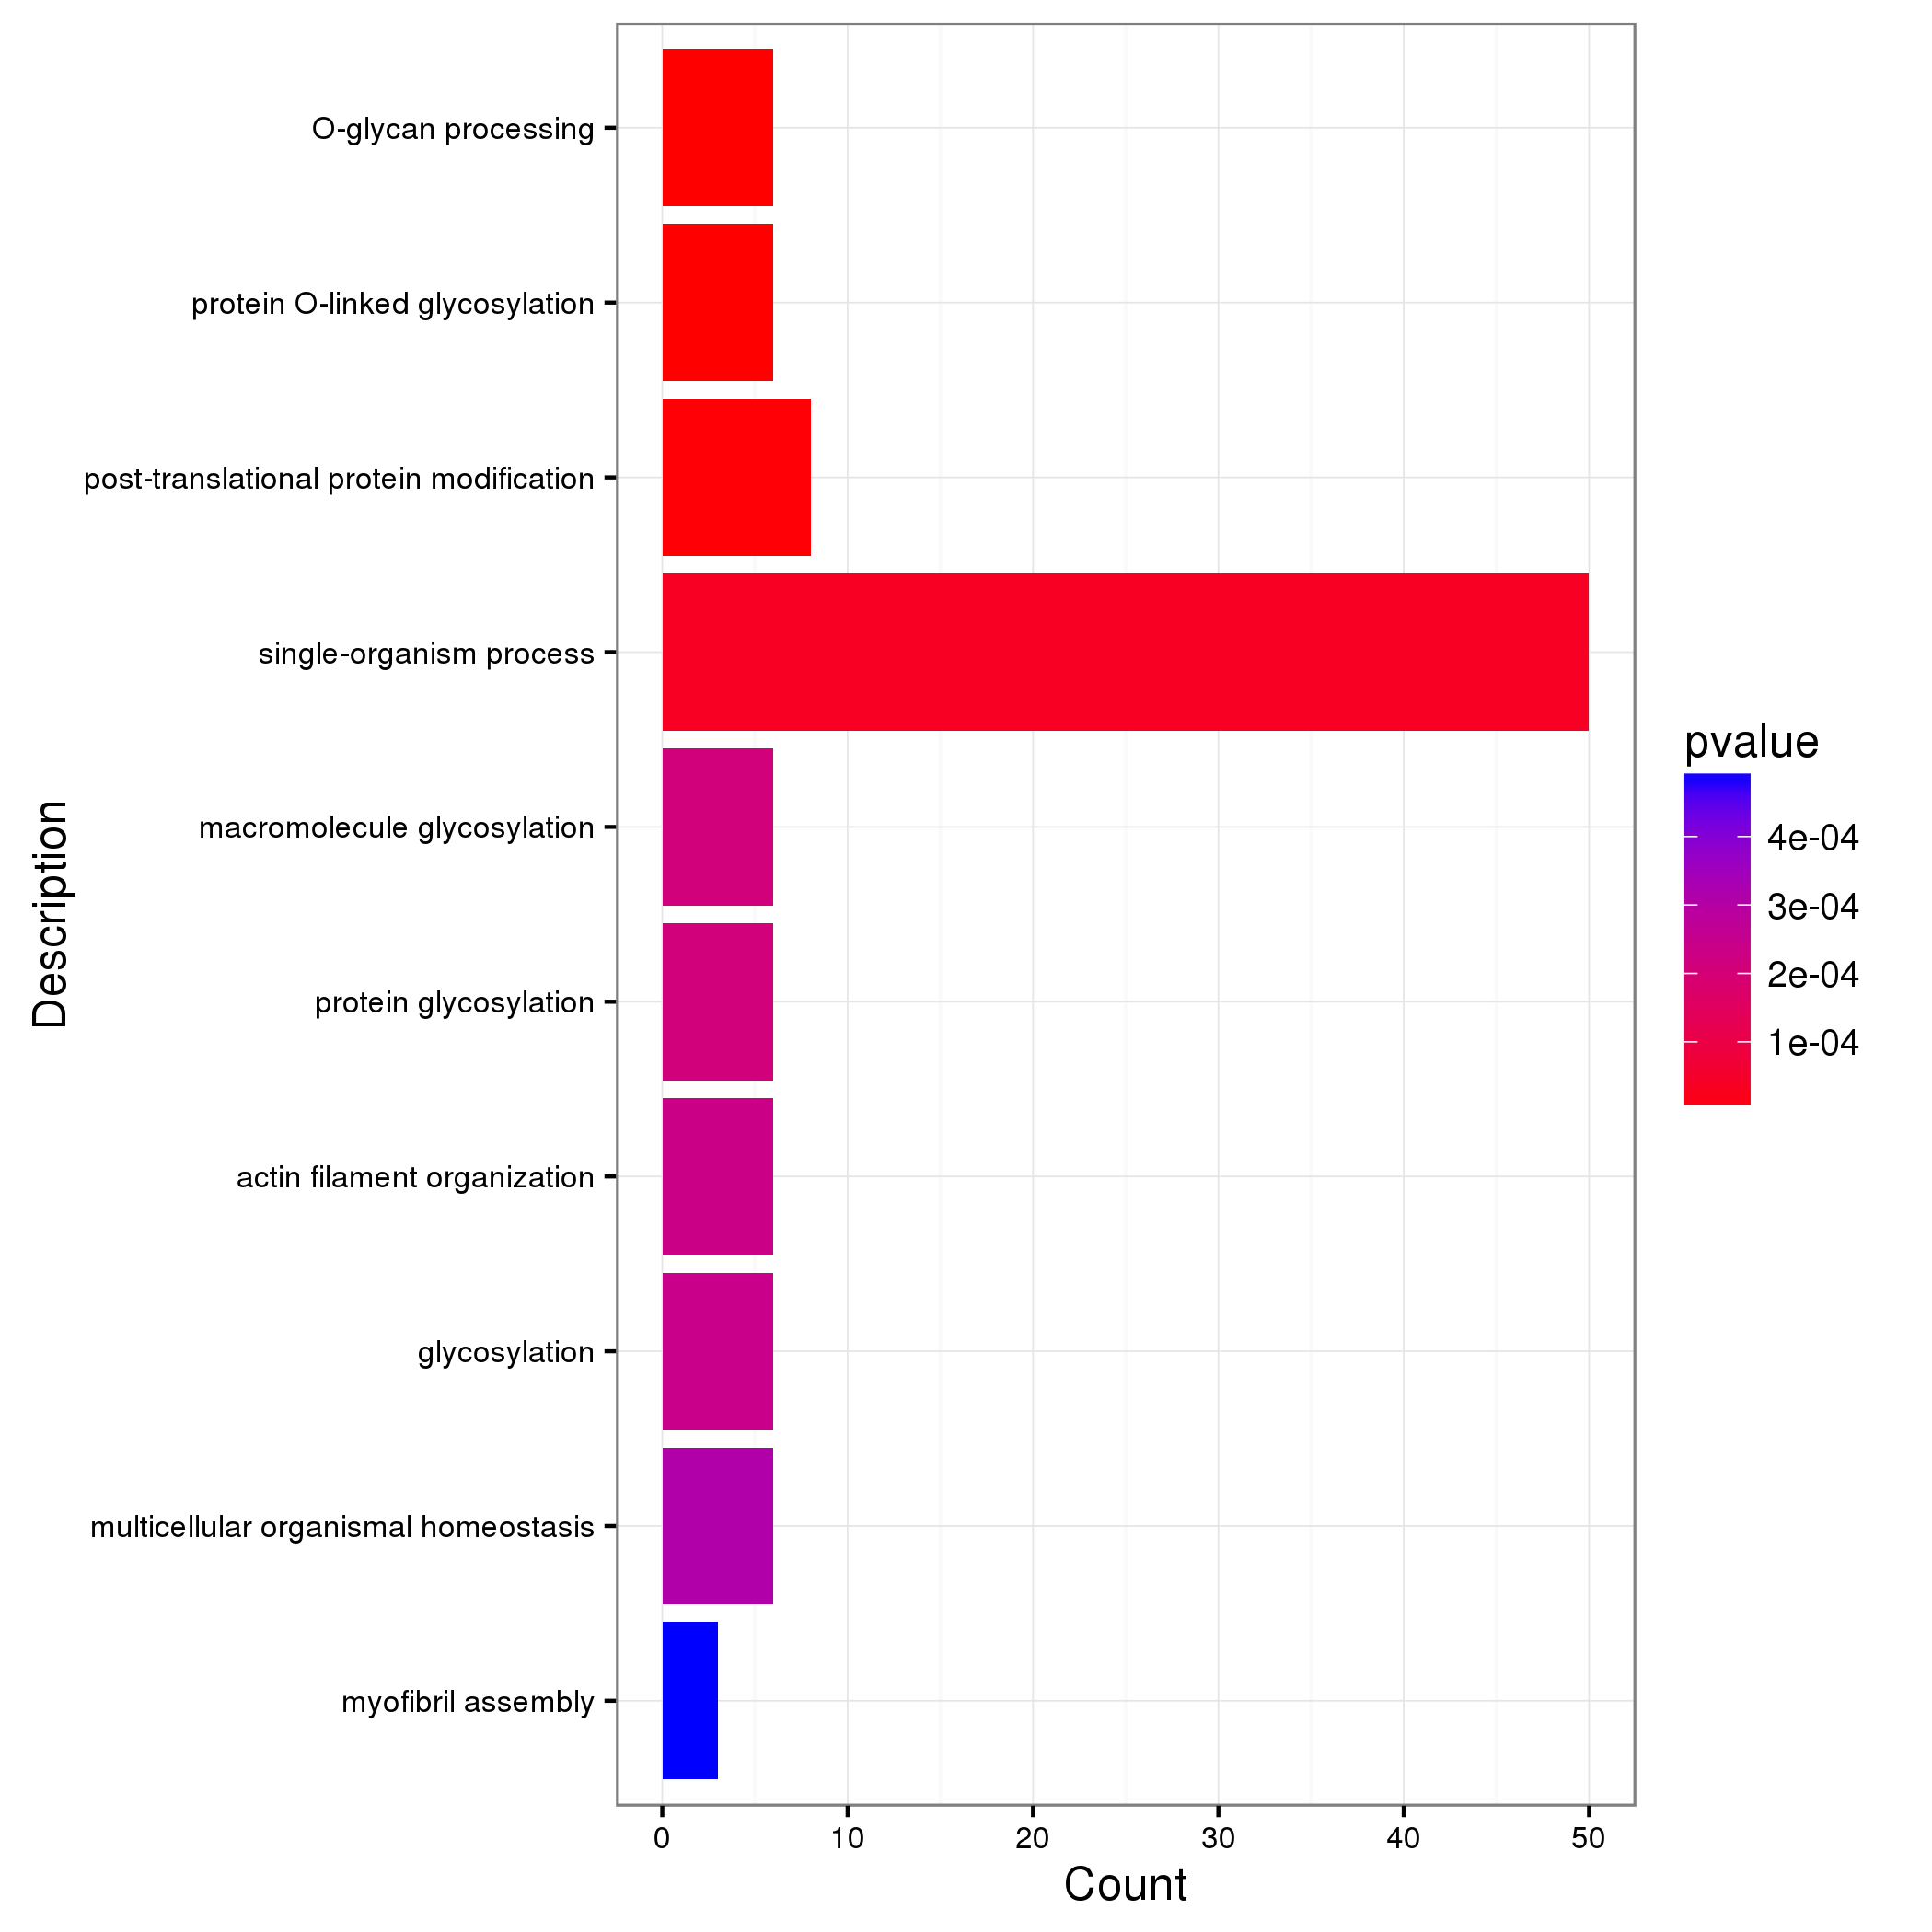 O-glycan processing
protein O-linked glycosylation
post-translational protein modification
single-organism process
macromolecule glycosylation
protein glycosylation
actin filament organization
glycosylation
multicellular organismal homeostasis
myofibril assembly
Description
0 10 20 30 40 50
Count
pvalue
4e-04
3e-04
2e-04
1e-04